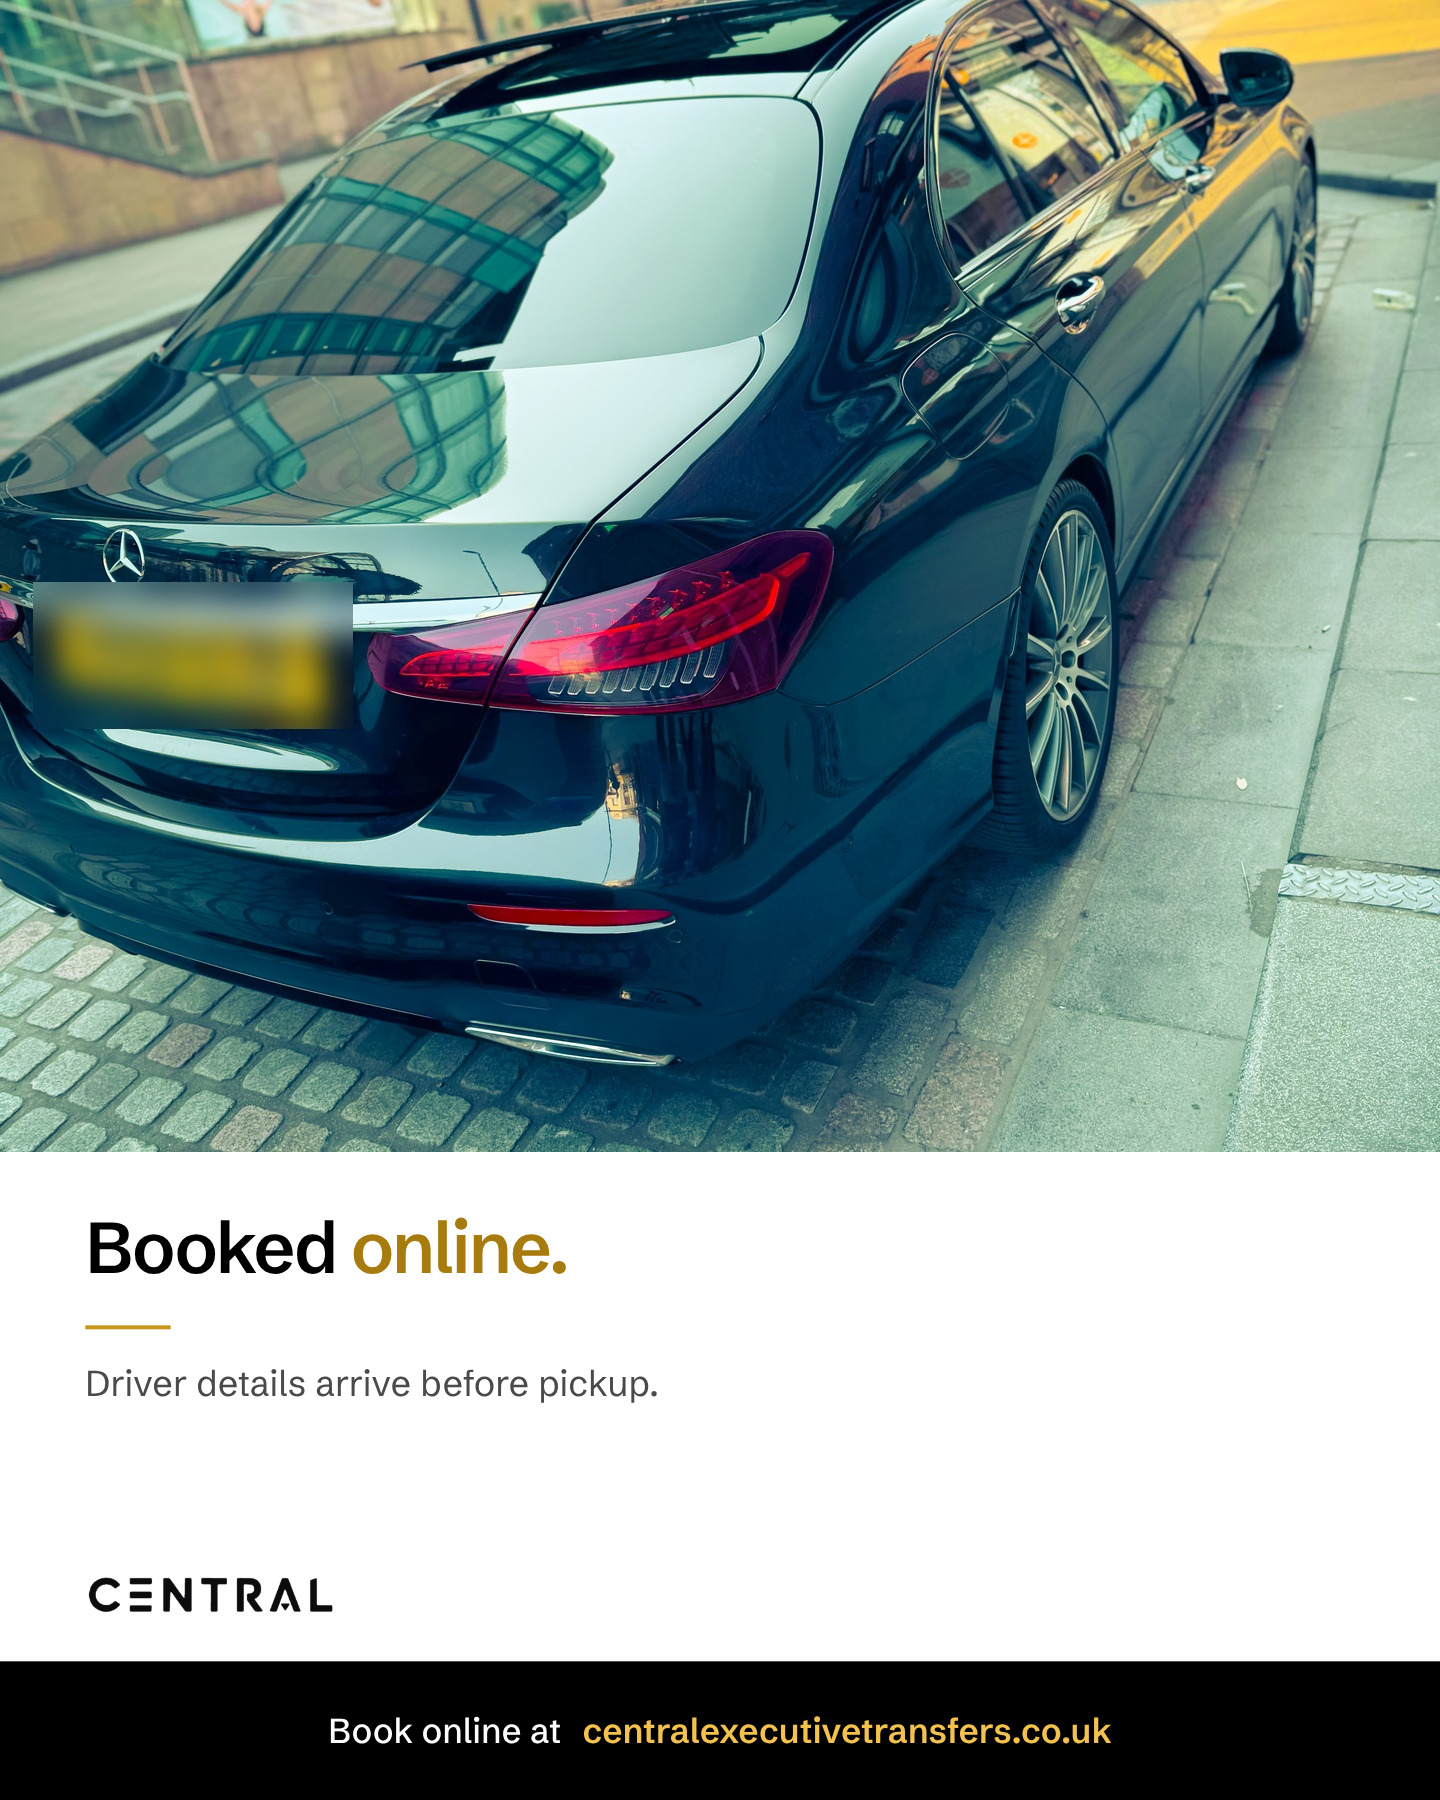 Booked online.
Driver details arrive before pickup.
CENTRAL
Book online at centralexecutivetransfers.co.uk